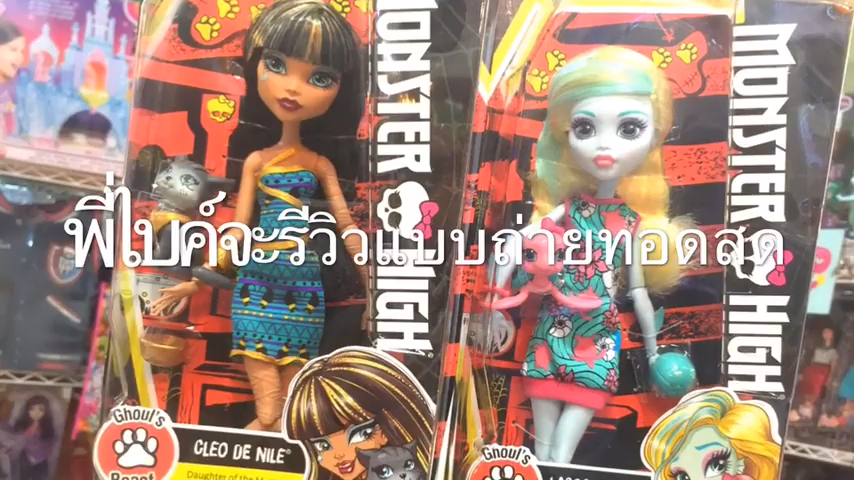 MONSTER HIGH
MONSTER HIGH
พี่ไบค์จะรีวิวแบบถ่ายทอดสด
Ghoul's
Beast
CLEO DE NILE®
Daughter of the
Ghoul's